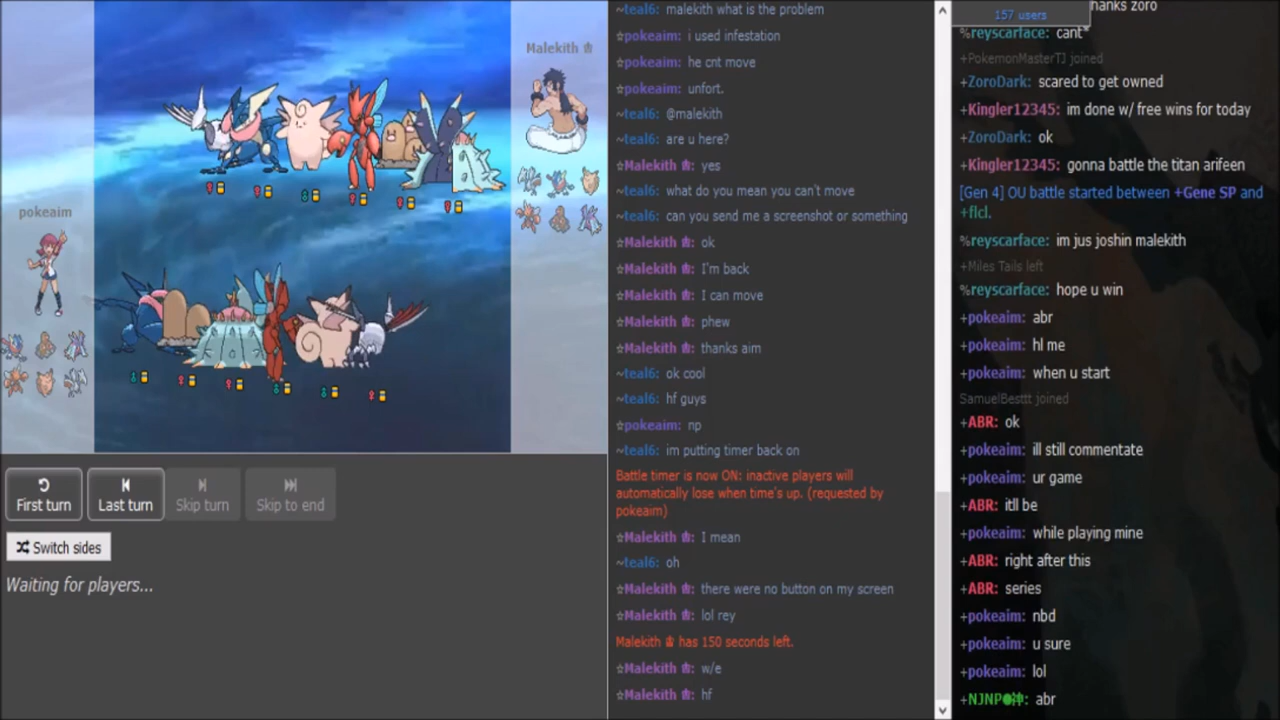 Malekith 畲
pokeaim
First turn
Last turn
Skip turn
Skip to end
Switch sides
Waiting for players...
~teal6: malekith what is the problem
☆pokeaim: i used infestation
☆pokeaim: he cnt move
☆pokeaim: unfort.
~teal6: @malekith
~teal6: are u here?
☆Malekith: yes
~teal6: what do you mean you can't move
~teal6: can you send me a screenshot or something
☆Malekith: ok
☆Malekith: I'm back
☆Malekith: I can move
☆Malekith: phew
☆Malekith: thanks aim
~teal6: ok cool
~teal6: hf guys
☆pokeaim: np
~teal6: im putting timer back on
Battle timer is now ON: inactive players will
automatically lose when time's up. (requested by
pokeaim)
☆Malekith: I mean
~teal6: oh
☆Malekith: there were no button on my screen
☆Malekith: lol rey
Malekith has 150 seconds left.
☆Malekith: w/e
☆Malekith: hf
157 users
hanks zoro
%reyscarface: cant*
+PokemonMasterTJ joined
+ZoroDark: scared to get owned
+Kingler12345: im done w/ free wins for today
+ZoroDark: ok
+Kingler12345: gonna battle the titan arifeen
[Gen 4] OU battle started between +Gene SP and
+flcl.
%reyscarface: im jus joshin malekith
+Miles Tails left
%reyscarface: hope u win
+pokeaim: abr
+pokeaim: hl me
+pokeaim: when u start
SamuelBesttt joined
+ABR: ok
+pokeaim: ill still commentate
+pokeaim: ur game
+ABR: itll be
+pokeaim: while playing mine
+ABR: right after this
+ABR: series
+pokeaim: nbd
+pokeaim: u sure
+pokeaim: lol
+NJNP●神: abr